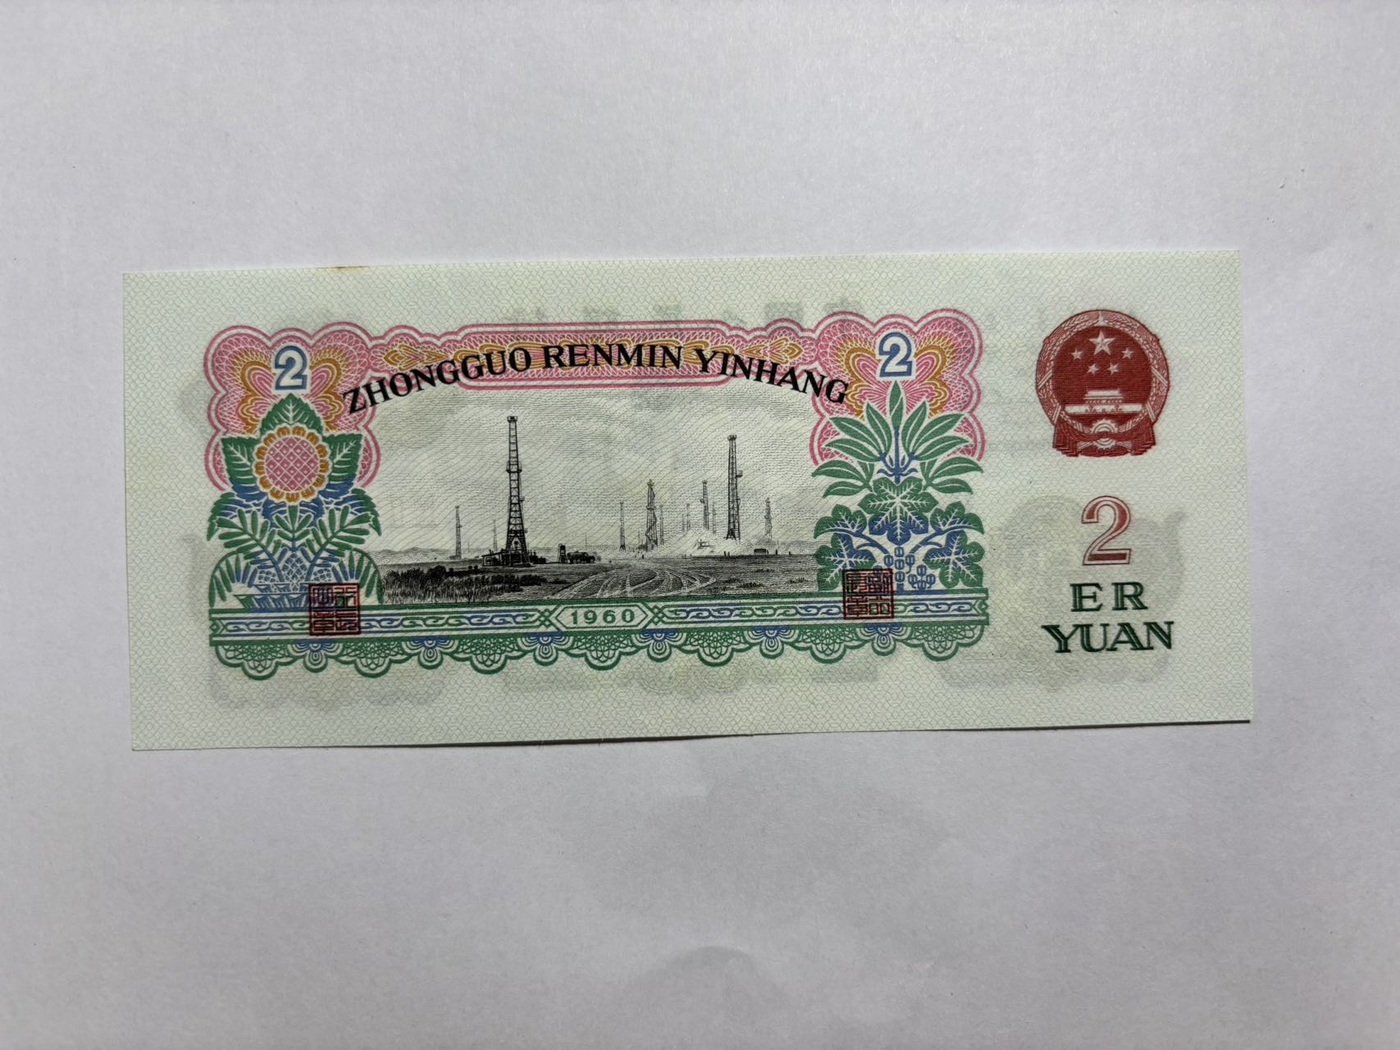 ZHONGGUO RENMIN YINHANG
2
2
1960
2
ER
YUAN